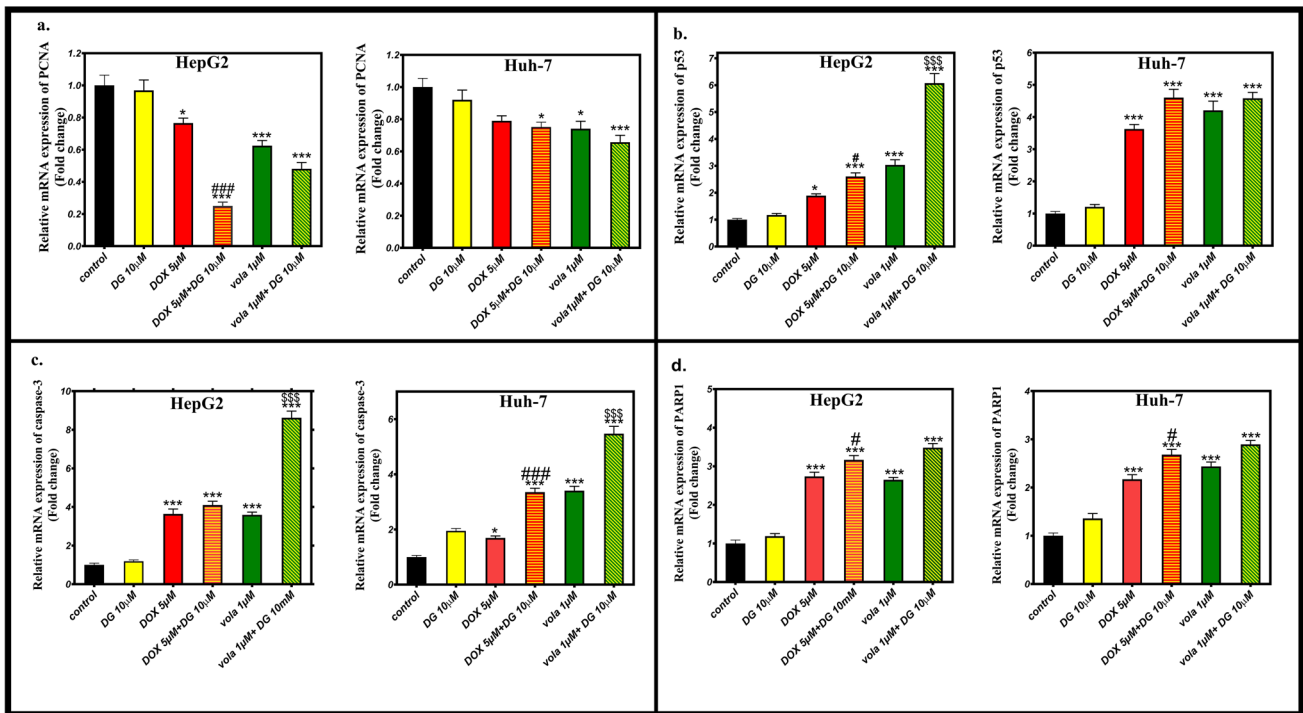 a.
Relative mRNA expression of PCNA
(Fold change)
HepG2
1.2
1.0
0.8
0.6
0.4
0.2
0.0
*
###
***
***
***
control
DG 10μM
DOX 5μM
DOX 5μM+DG 10μM
vola 1μM
vola 1μM+ DG 10μM
Relative mRNA expression of PCNA
(Fold change)
Huh-7
1.2
1.0
0.8
0.6
0.4
0.2
0.0
*
*
***
control
DG 10μM
DOX 5μM
DOX 5μM+DG 10μM
vola 1μM
vola1μM+ DG 10μM
b.
Relative mRNA expression of p53
(Fold change)
HepG2
7
6
5
4
3
2
1
0
*
#
***
***
$$$
***
control
DG 10μM
DOX 5μM
DOX 5μM+DG 10μM
vola 1μM
vola 1μM+ DG 10μM
Relative mRNA expression of p53
(Fold change)
Huh-7
6
5
4
3
2
1
0
***
***
***
***
control
DG 10μM
DOX 5μM
DOX 5μM+DG 10μM
vola 1μM
vola 1μM+ DG 10μM
c.
Relative mRNA expression of caspase-3
(Fold change)
HepG2
10
8
6
4
2
0
***
***
***
$$$
***
control
DG 10μM
DOX 5μM
DOX 5μM+DG 10μM
vola 1μM
vola 1μM+ DG 10mM
Relative mRNA expression of caspase-3
(Fold change)
Huh-7
6
4
2
0
*
###
***
***
$$$
***
control
DG 10μM
DOX 5μM
DOX 5μM+DG 10μM
vola 1μM
vola 1μM+ DG 10μM
d.
Relative mRNA expression of PARP1
(Fold change)
HepG2
5
4
3
2
1
0
***
#
***
***
***
control
DG 10μM
DOX 5μM
DOX 5μM+DG 10mM
vola 1μM
vola 1μM+ DG 10μM
Relative mRNA expression of PARP1
(Fold change)
Huh-7
4
3
2
1
0
***
#
***
***
***
control
DG 10μM
DOX 5μM
DOX 5μM+DG 10μM
vola 1μM
vola 1μM+ DG 10μM